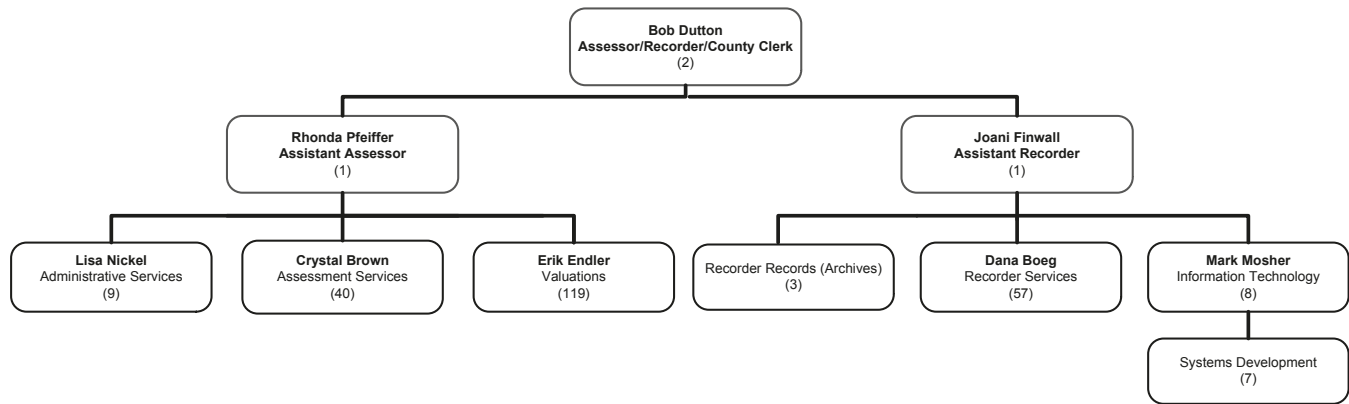 Bob Dutton
Assessor/Recorder/County Clerk
(2)
Rhonda Pfeiffer
Assistant Assessor
(1)
Joani Finwall
Assistant Recorder
(1)
Lisa Nickel
Administrative Services
(9)
Crystal Brown
Assessment Services
(40)
Erik Endler
Valuations
(119)
Recorder Records (Archives)
(3)
Dana Boeg
Recorder Services
(57)
Mark Mosher
Information Technology
(8)
Systems Development
(7)